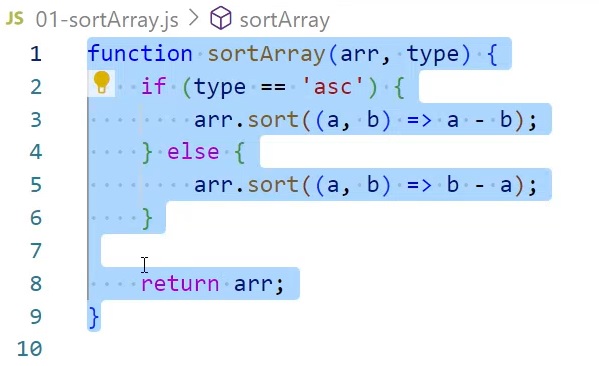 JS 01-sortArray.js > sortArray
1 function sortArray(arr, type) {
2     if (type == 'asc') {
3         arr.sort((a, b) => a - b);
4     } else {
5         arr.sort((a, b) => b - a);
6     }
7
8     return arr;
9 }
10